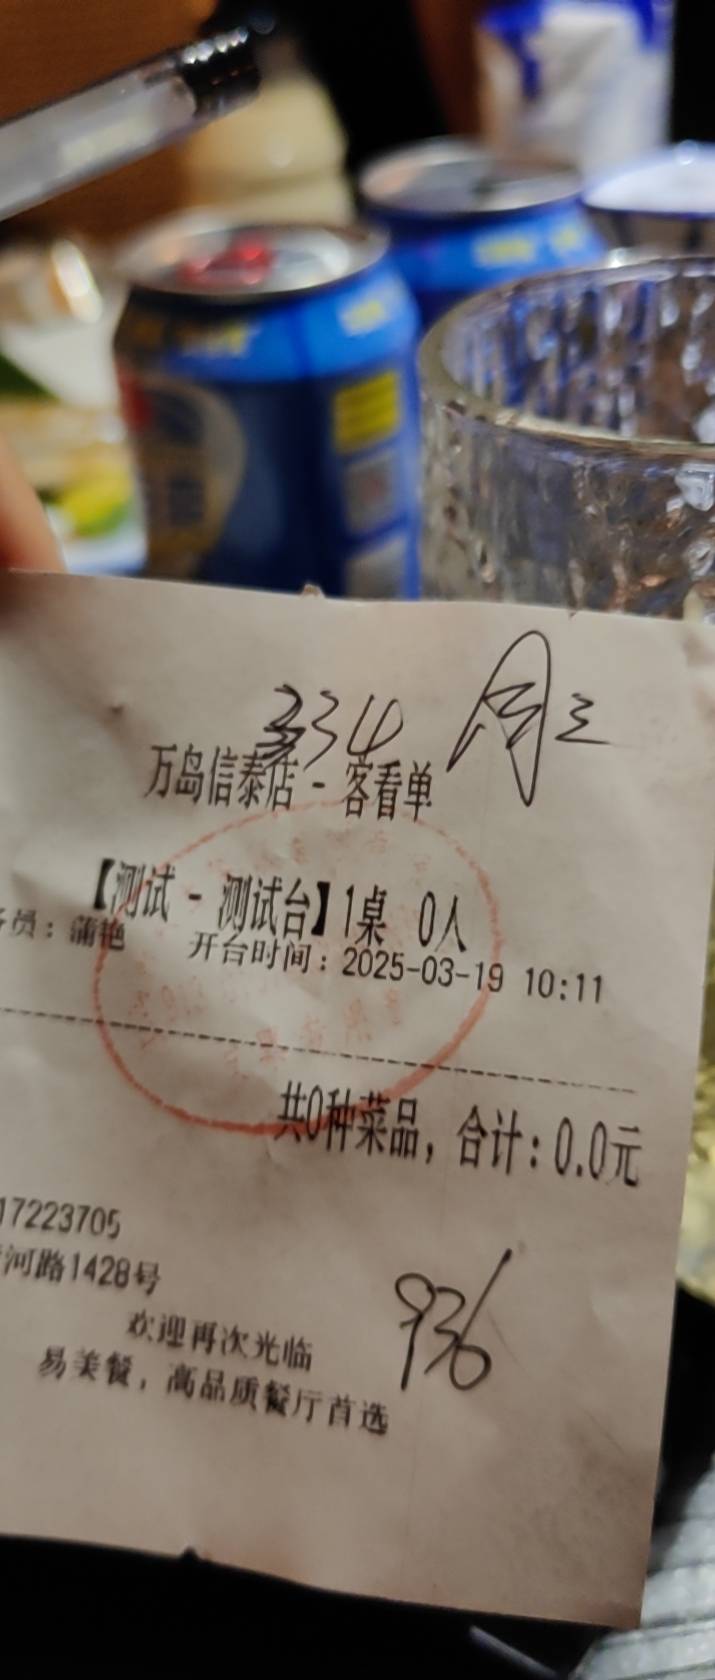 334 周三
万岛信泰店 - 客看单
【测试 - 测试台】1桌 0人
员：蒲艳 开台时间：2025-03-19 10:11
共0种菜品，合计：0.0元
17223705
河路1428号
936
欢迎再次光临
易美餐，高品质餐厅首选